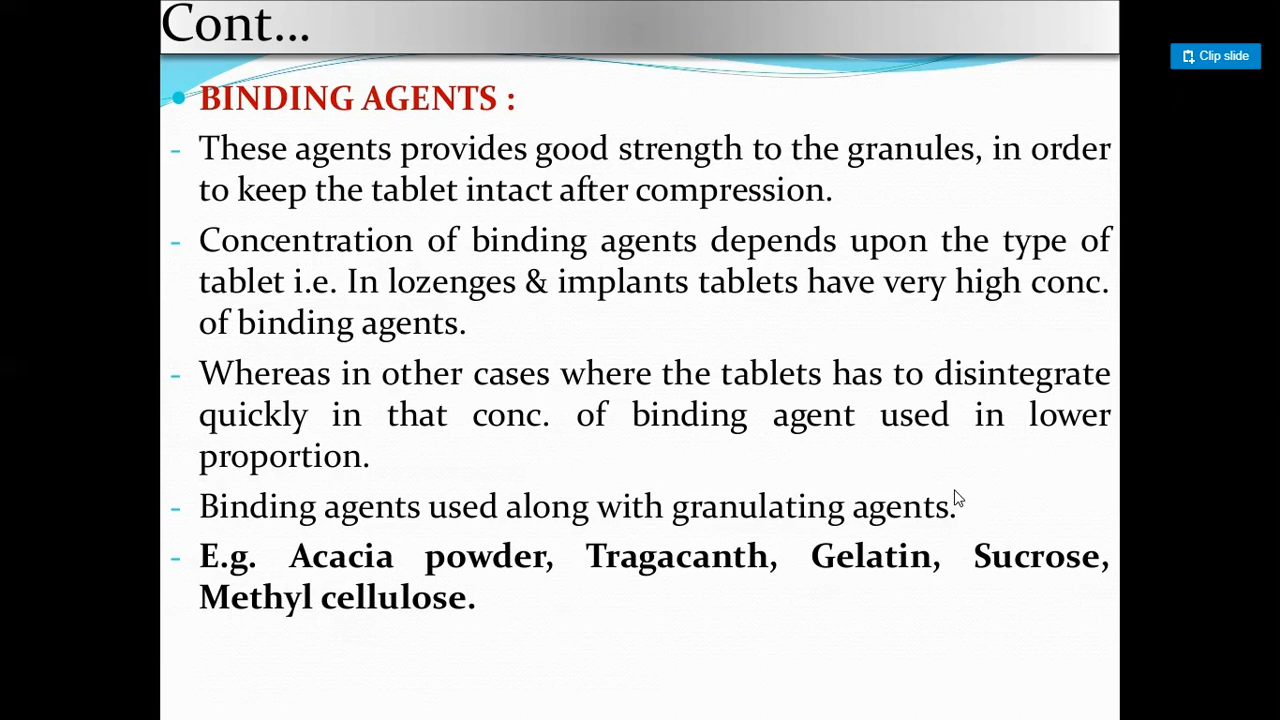 Cont...
Clip slide
• BINDING AGENTS :
- These agents provides good strength to the granules, in order
to keep the tablet intact after compression.
- Concentration of binding agents depends upon the type of
tablet i.e. In lozenges & implants tablets have very high conc.
of binding agents.
- Whereas in other cases where the tablets has to disintegrate
quickly in that conc. of binding agent used in lower
proportion.
- Binding agents used along with granulating agents.
- E.g. Acacia powder, Tragacanth, Gelatin, Sucrose,
Methyl cellulose.